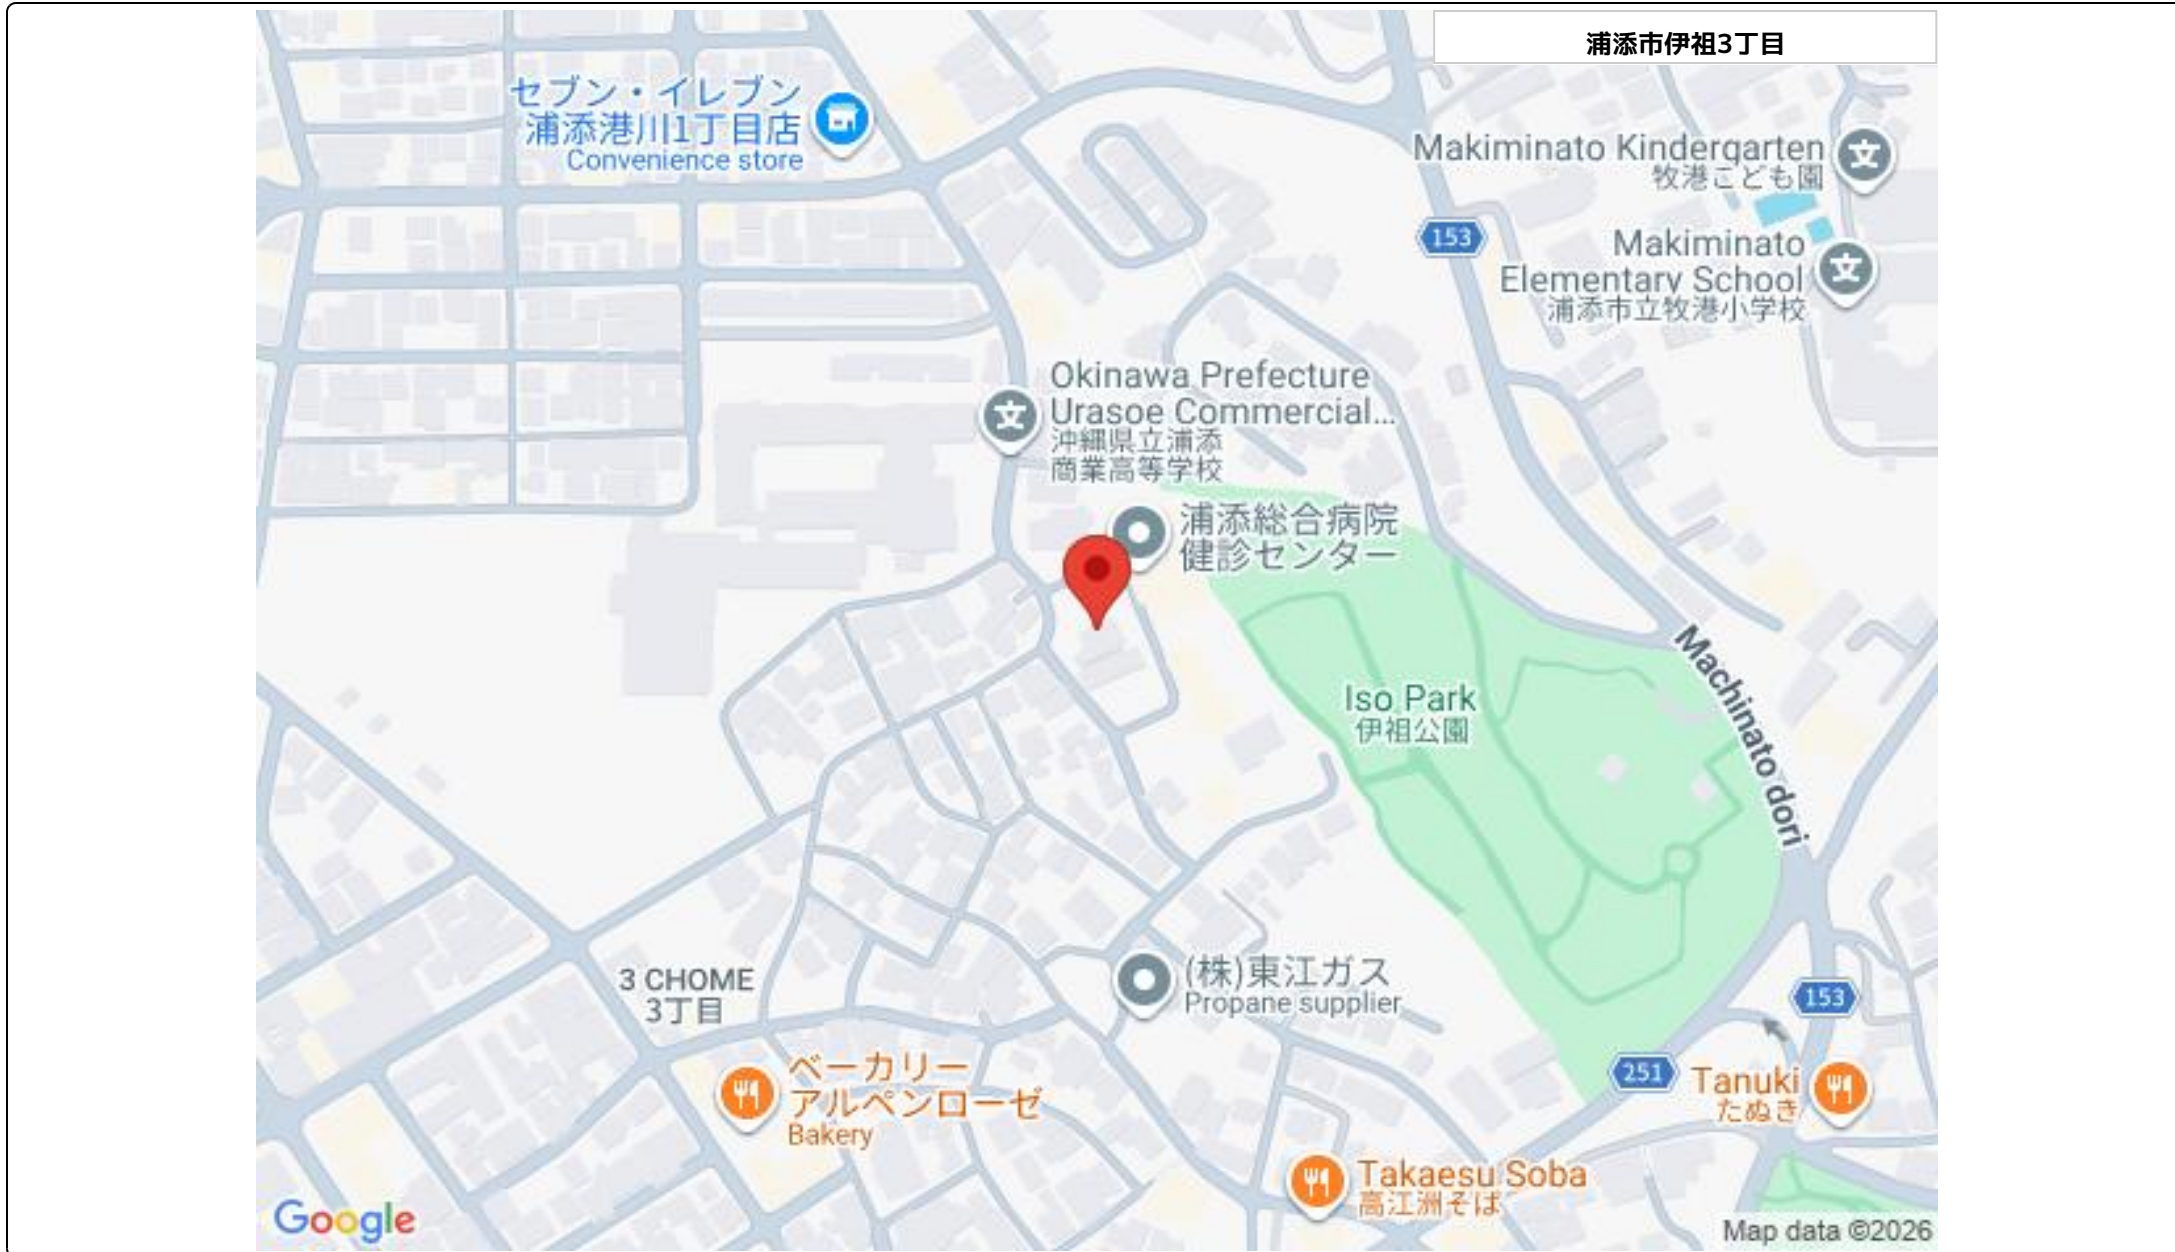 浦添市伊祖3丁目
セブン・イレブン
浦添港川1丁目店
Convenience store
Makiminato Kindergarten
牧港こども園
153
Makiminato
Elementary School
浦添市立牧港小学校
Okinawa Prefecture
Urasoe Commercial...
沖縄県立浦添
商業高等学校
浦添総合病院
健診センター
Machinato dori
Iso Park
伊祖公園
3 CHOME
3丁目
(株)東江ガス
Propane supplier
153
251
Tanuki
たぬき
ベーカリー
アルペンローゼ
Bakery
Takaesu Soba
高江洲そば
Google
Map data ©2026